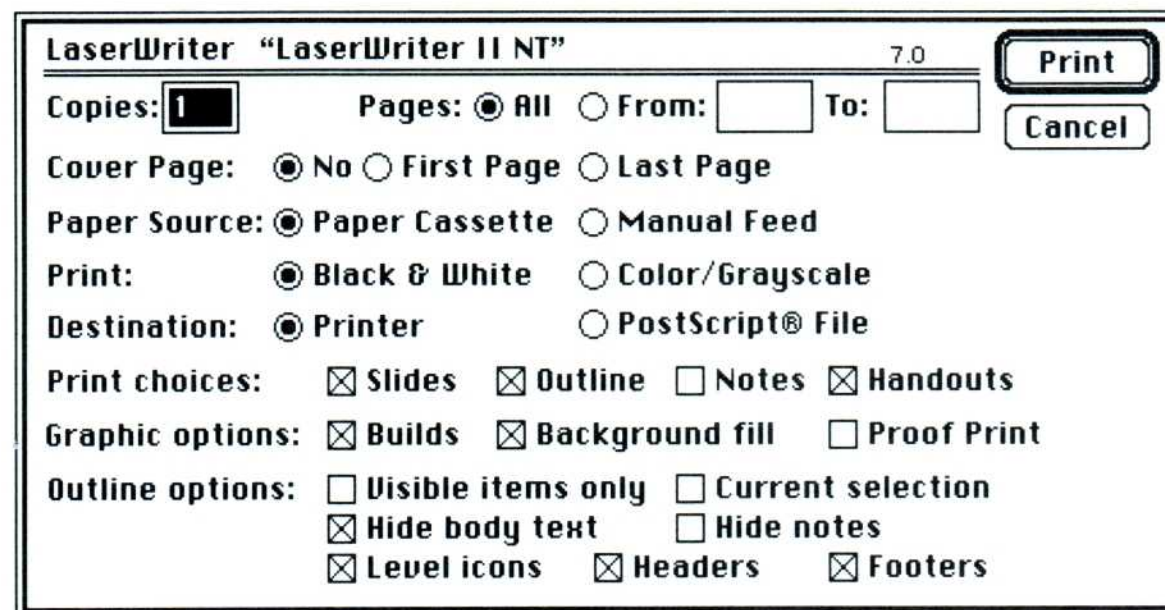 LaserWriter “LaserWriter II NT” 7.0 Print
Copies: 1 Pages: All From: To: Cancel
Cover Page: No First Page Last Page
Paper Source: Paper Cassette Manual Feed
Print: Black & White Color/Grayscale
Destination: Printer PostScript® File
Print choices: Slides Outline Notes Handouts
Graphic options: Builds Background fill Proof Print
Outline options: Visible items only Current selection
Hide body text Hide notes
Level icons Headers Footers